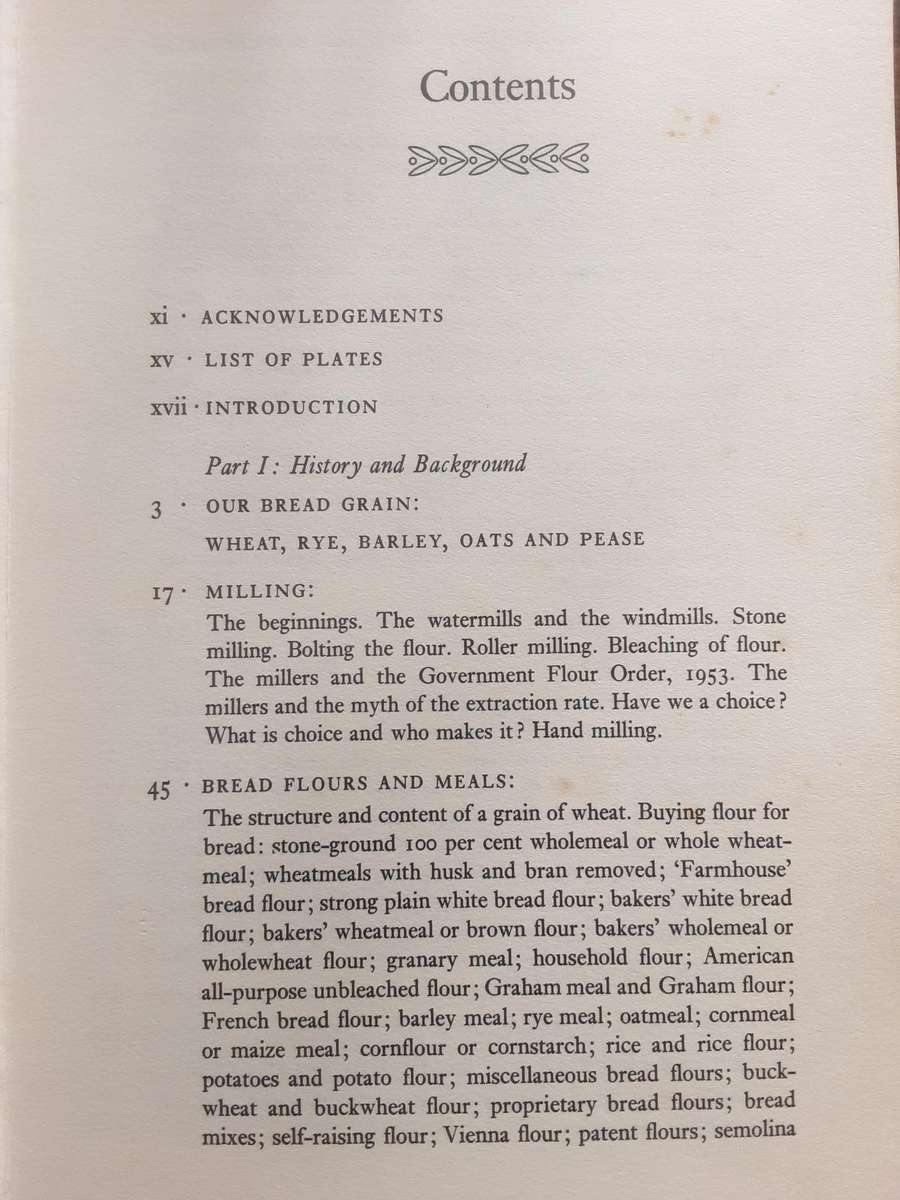 Contents
xi · ACKNOWLEDGEMENTS
xv · LIST OF PLATES
xvii · INTRODUCTION
Part I: History and Background
3 · OUR BREAD GRAIN:
WHEAT, RYE, BARLEY, OATS AND PEASE
17 · MILLING:
The beginnings. The watermills and the windmills. Stone
milling. Bolting the flour. Roller milling. Bleaching of flour.
The millers and the Government Flour Order, 1953. The
millers and the myth of the extraction rate. Have we a choice?
What is choice and who makes it? Hand milling.
45 · BREAD FLOURS AND MEALS:
The structure and content of a grain of wheat. Buying flour for
bread: stone-ground 100 per cent wholemeal or whole wheat-
meal; wheatmeals with husk and bran removed; ‘Farmhouse’
bread flour; strong plain white bread flour; bakers’ white bread
flour; bakers’ wheatmeal or brown flour; bakers’ wholemeal or
wholewheat flour; granary meal; household flour; American
all-purpose unbleached flour; Graham meal and Graham flour;
French bread flour; barley meal; rye meal; oatmeal; cornmeal
or maize meal; cornflour or cornstarch; rice and rice flour;
potatoes and potato flour; miscellaneous bread flours; buck-
wheat and buckwheat flour; proprietary bread flours; bread
mixes; self-raising flour; Vienna flour; patent flours; semolina